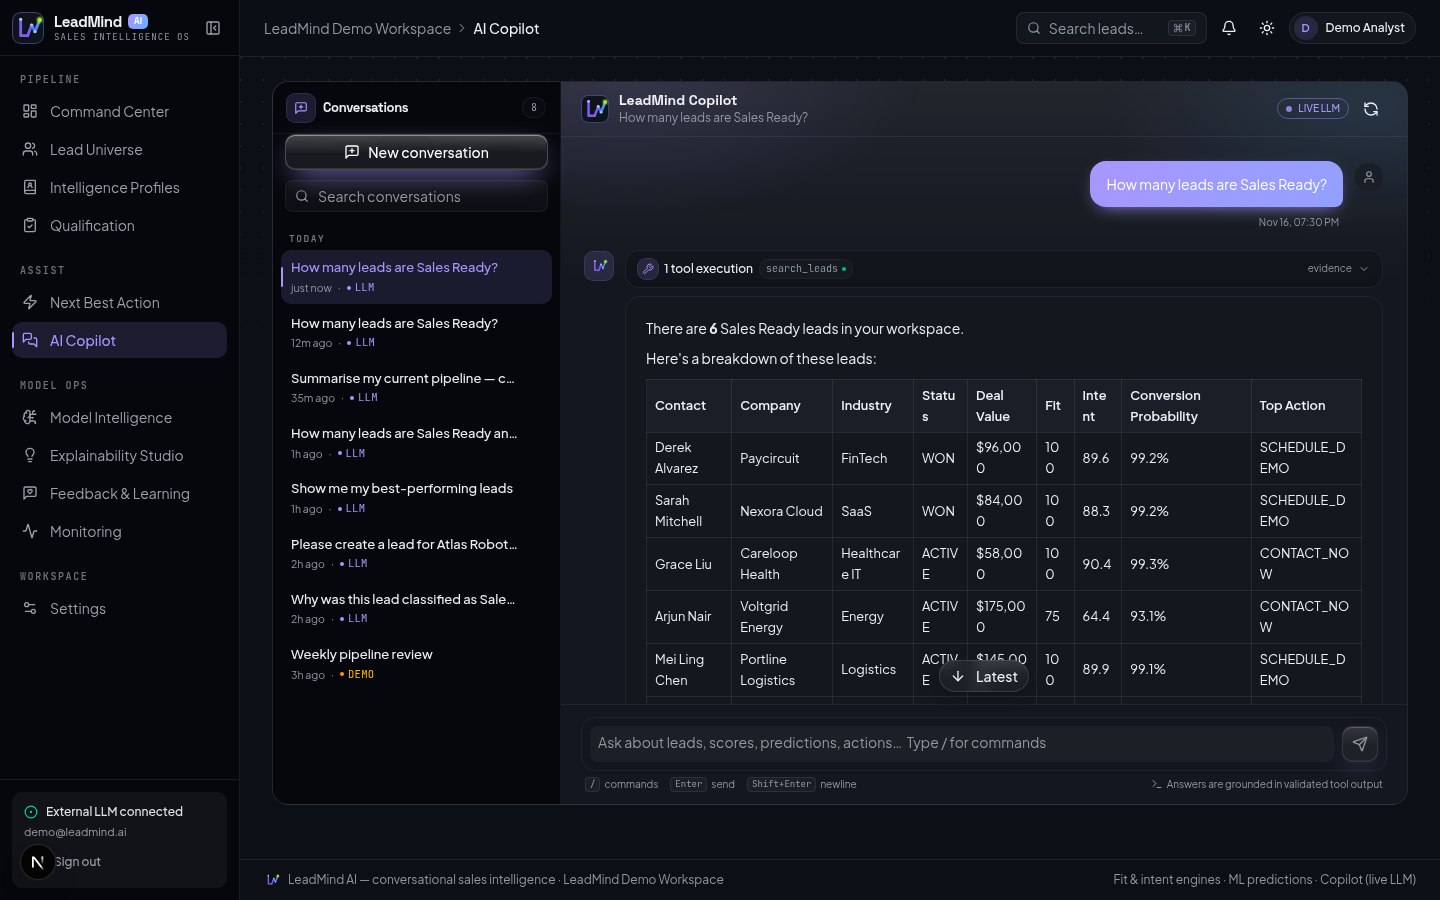 LeadMind AI
SALES INTELLIGENCE OS
PIPELINE
Command Center
Lead Universe
Intelligence Profiles
Qualification
ASSIST
Next Best Action
AI Copilot
MODEL OPS
Model Intelligence
Explainability Studio
Feedback & Learning
Monitoring
WORKSPACE
Settings
External LLM connected
demo@leadmind.ai
N
Sign out
LeadMind Demo Workspace > AI Copilot
Search leads...
⌘K
D Demo Analyst
Conversations 8
New conversation
Search conversations
TODAY
How many leads are Sales Ready?
just now · • LLM
How many leads are Sales Ready?
12m ago · • LLM
Summarise my current pipeline — c...
35m ago · • LLM
How many leads are Sales Ready an...
1h ago · • LLM
Show me my best-performing leads
1h ago · • LLM
Please create a lead for Atlas Robot...
2h ago · • LLM
Why was this lead classified as Sale...
2h ago · • LLM
Weekly pipeline review
3h ago · • DEMO
LeadMind Copilot
How many leads are Sales Ready?
LIVE LLM
How many leads are Sales Ready?
Nov 16, 07:30 PM
1 tool execution search_leads evidence
There are 6 Sales Ready leads in your workspace.
Here's a breakdown of these leads:
Contact Company Industry Status Deal Value Fit Intent Conversion Probability Top Action
Derek Alvarez Paycircuit FinTech WON $96,000 100 89.6 99.2% SCHEDULE_DEMO
Sarah Mitchell Nexora Cloud SaaS WON $84,000 100 88.3 99.2% SCHEDULE_DEMO
Grace Liu Careloop Health Healthcare IT ACTIVE $58,000 100 90.4 99.3% CONTACT_NOW
Arjun Nair Voltgrid Energy Energy ACTIVE $175,000 75 64.4 93.1% CONTACT_NOW
Mei Ling Chen Portline Logistics Logistics ACTIVE $145,000 100 89.9 99.1% SCHEDULE_DEMO
Latest
Ask about leads, scores, predictions, actions... Type / for commands
/ commands Enter send Shift+Enter newline
Answers are grounded in validated tool output
LeadMind AI — conversational sales intelligence · LeadMind Demo Workspace
Fit & intent engines · ML predictions · Copilot (live LLM)